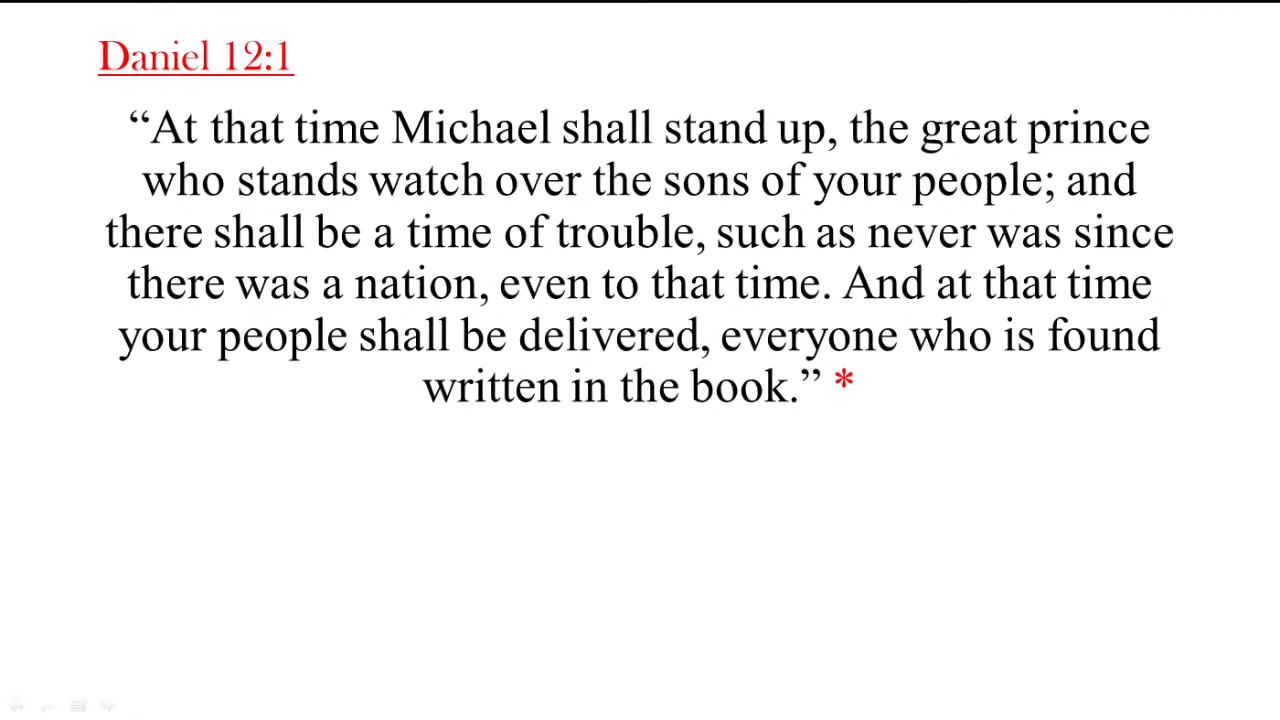 Daniel 12:1
“At that time Michael shall stand up, the great prince
who stands watch over the sons of your people; and
there shall be a time of trouble, such as never was since
there was a nation, even to that time. And at that time
your people shall be delivered, everyone who is found
written in the book.” *